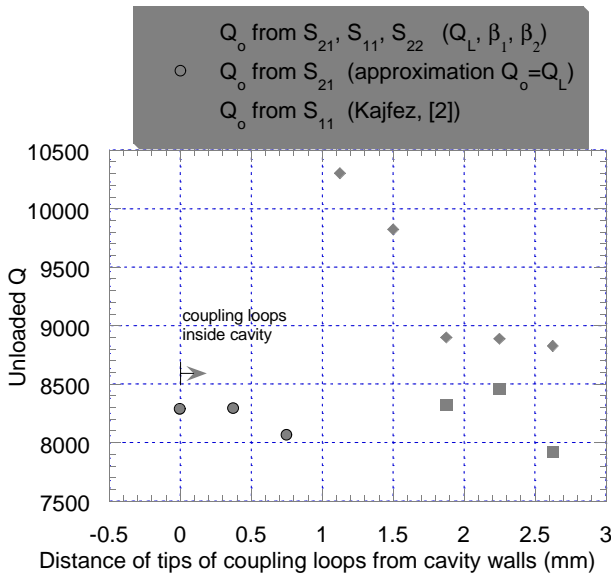 Qo from S21, S11, S22 (QL, β1, β2)
Qo from S21 (approximation Qo=QL)
Qo from S11 (Kajfez, [2])
10500
10000
9500
9000
8500
8000
7500
Unloaded Q
coupling loops
inside cavity
-0.5 0 0.5 1 1.5 2 2.5 3
Distance of tips of coupling loops from cavity walls (mm)